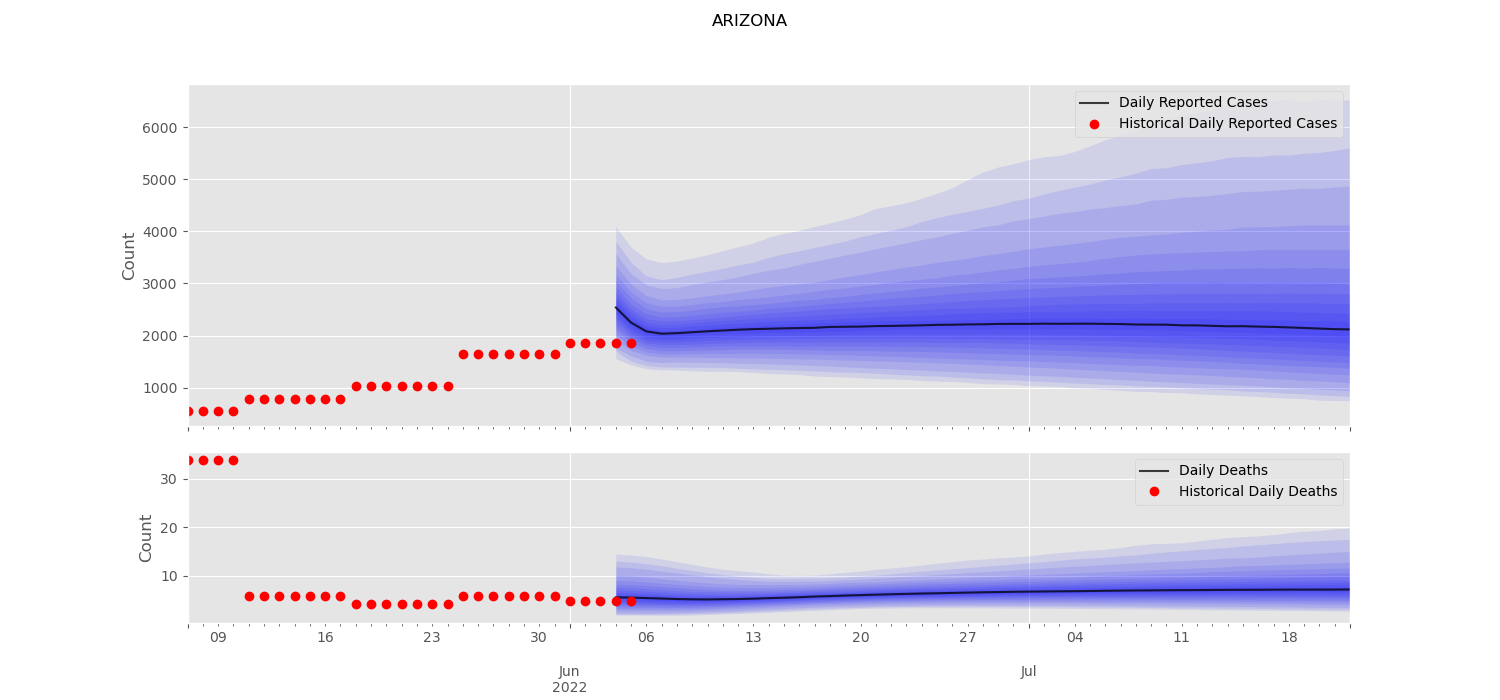 ARIZONA
Daily Reported Cases
Historical Daily Reported Cases
6000
5000
4000
3000
2000
1000
Count
Daily Deaths
Historical Daily Deaths
30
20
10
Count
09 16 23 30 06 13 20 27 04 11 18
Jun Jul
2022